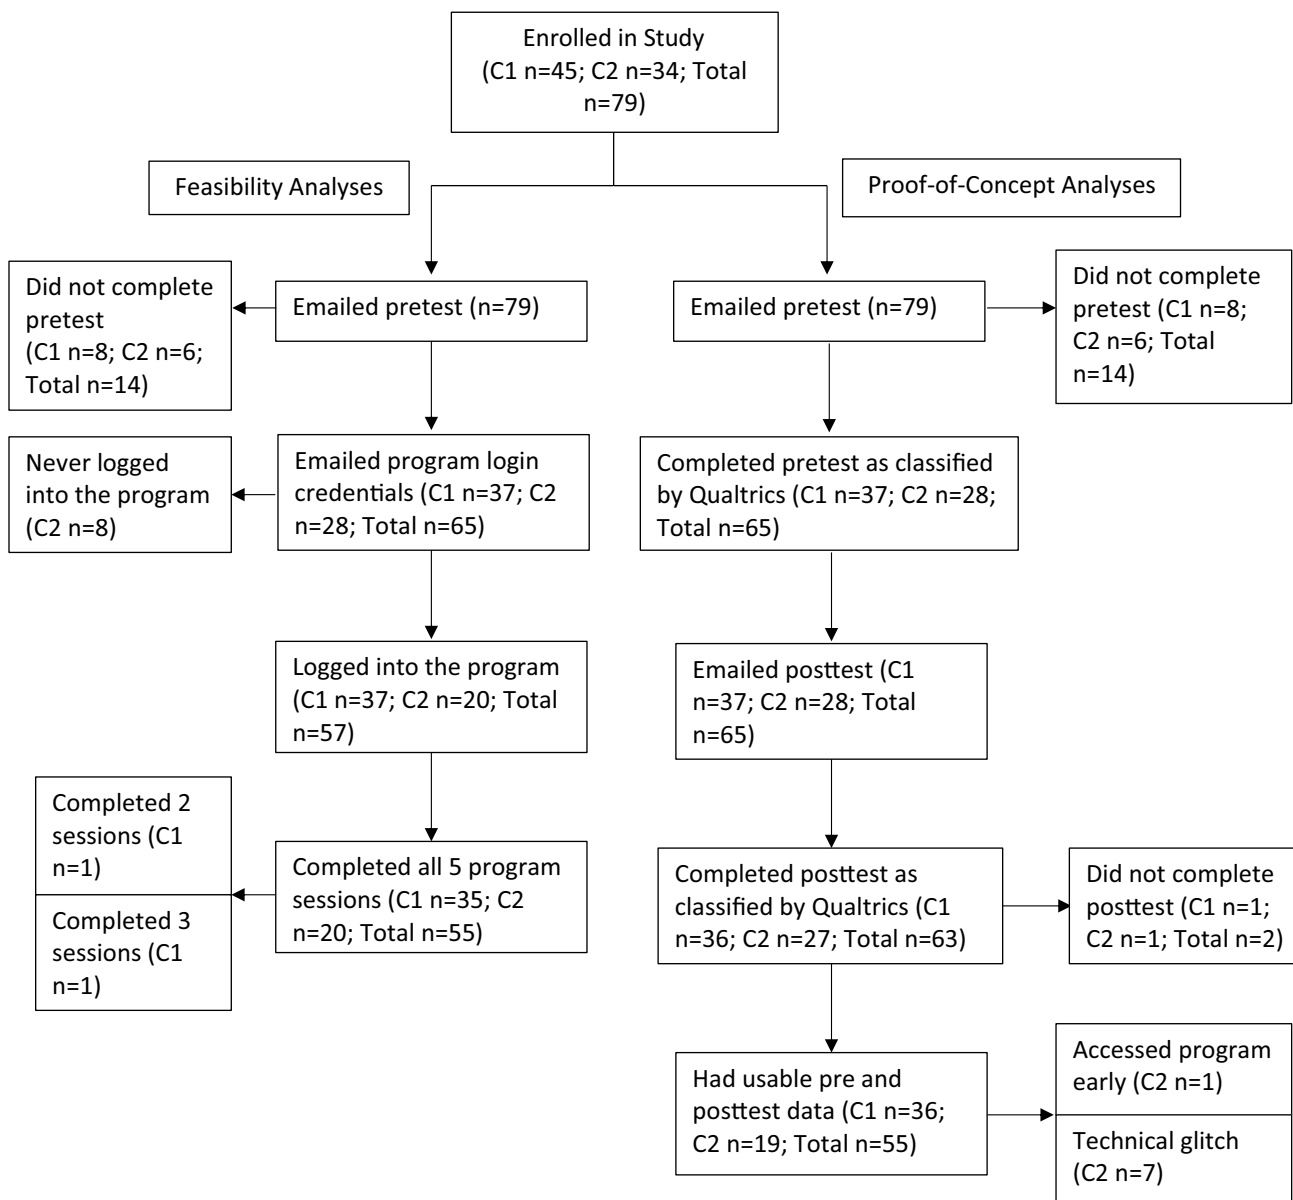 Enrolled in Study
(C1 n=45; C2 n=34; Total
n=79)
Feasibility Analyses
Proof-of-Concept Analyses
Did not complete
pretest
(C1 n=8; C2 n=6;
Total n=14)
Emailed pretest (n=79)
Emailed pretest (n=79)
Did not complete
pretest (C1 n=8;
C2 n=6; Total
n=14)
Never logged
into the program
(C2 n=8)
Emailed program login
credentials (C1 n=37; C2
n=28; Total n=65)
Completed pretest as classified
by Qualtrics (C1 n=37; C2 n=28;
Total n=65)
Logged into the program
(C1 n=37; C2 n=20; Total
n=57)
Emailed posttest (C1
n=37; C2 n=28; Total
n=65)
Completed 2
sessions (C1
n=1)
Completed 3
sessions (C1
n=1)
Completed all 5 program
sessions (C1 n=35; C2
n=20; Total n=55)
Completed posttest as
classified by Qualtrics (C1
n=36; C2 n=27; Total n=63)
Did not complete
posttest (C1 n=1;
C2 n=1; Total n=2)
Had usable pre and
posttest data (C1 n=36;
C2 n=19; Total n=55)
Accessed program
early (C2 n=1)
Technical glitch
(C2 n=7)